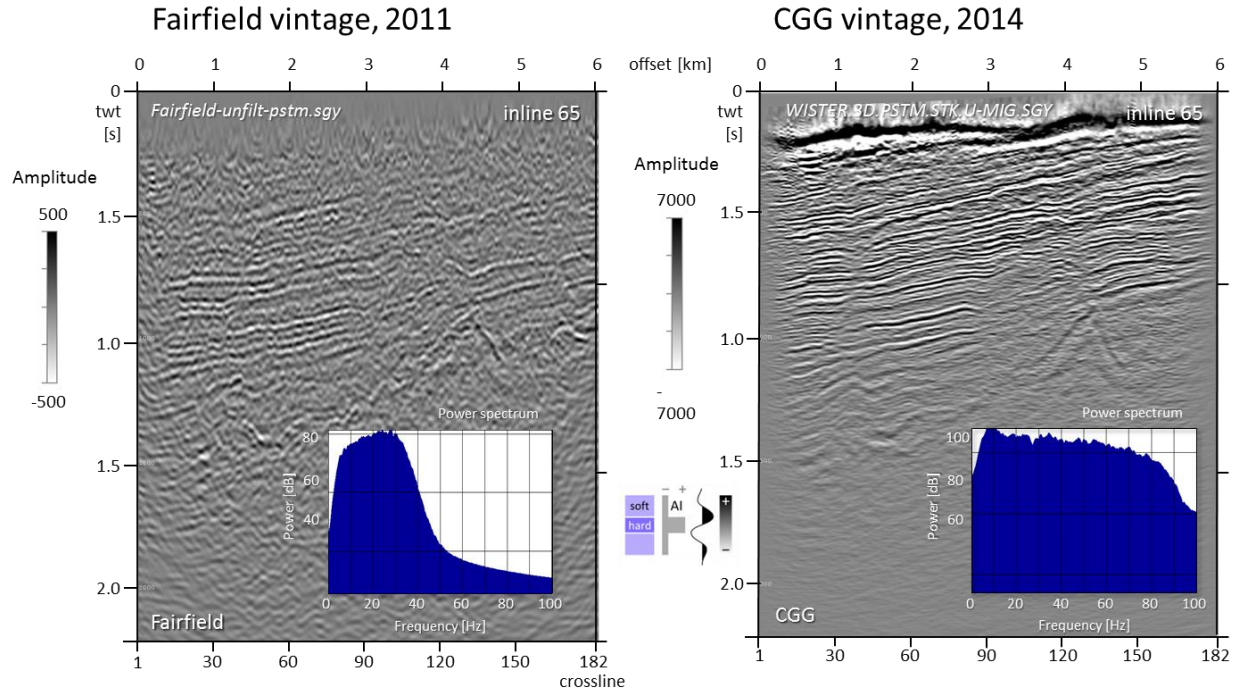 Fairfield vintage, 2011
CGG vintage, 2014
0 1 2 3 4 5 6 offset [km] 0 1 2 3 4 5 6
0
twt
[s]
Fairfield-unfilt-pstm.sgy
inline 65
Amplitude
500
-500
1.5
1.0
1.5
2.0
Power spectrum
80
60
40
Power [dB]
0 20 40 60 80 100
Frequency [Hz]
Fairfield
1 30 60 90 120 150 182
crossline
0
twt
[s]
WISTER.3D.PSTM.STK.U-MIG.SGY
inline 65
Amplitude
7000
-
7000
1.5
1.0
1.5
2.0
soft
hard
- +
AI
+
-
Power spectrum
100
80
60
Power [dB]
0 20 40 60 80 100
Frequency [Hz]
CGG
1 30 60 90 120 150 182